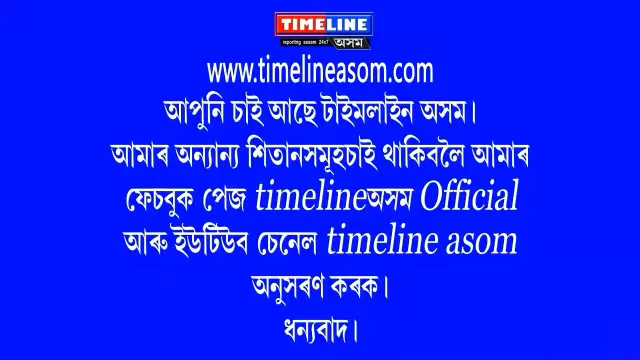 TIMELINE
reporting assam 24x7 অসম
www.timelineasom.com
আপুনি চাই আছে টাইমলাইন অসম।
আমাৰ অন্যান্য শিতানসমূহচাই থাকিবলৈ আমাৰ
ফেচবুক পেজ timelineঅসম Official
আৰু ইউটিউব চেনেল timeline asom
অনুসৰণ কৰক।
ধন্যবাদ।